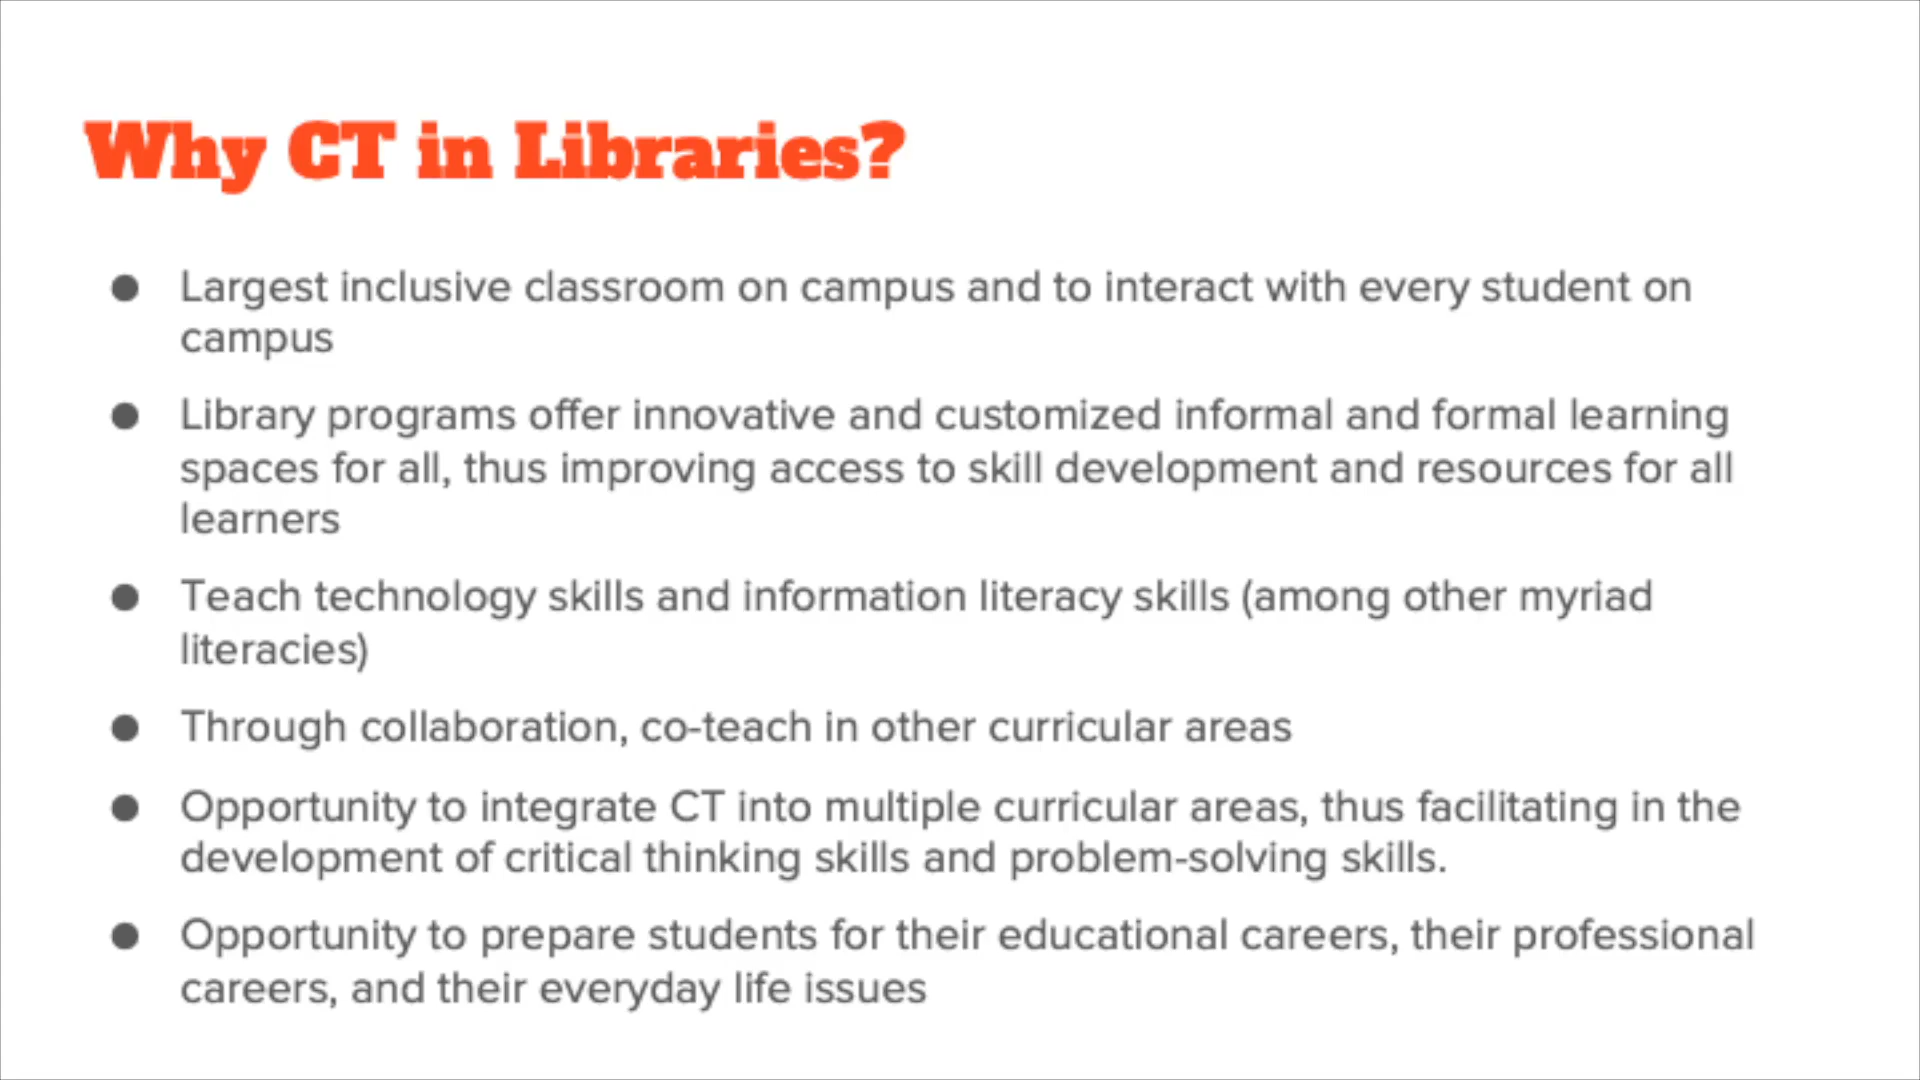 Why CT in Libraries?
● Largest inclusive classroom on campus and to interact with every student on
campus
● Library programs offer innovative and customized informal and formal learning
spaces for all, thus improving access to skill development and resources for all
learners
● Teach technology skills and information literacy skills (among other myriad
literacies)
● Through collaboration, co-teach in other curricular areas
● Opportunity to integrate CT into multiple curricular areas, thus facilitating in the
development of critical thinking skills and problem-solving skills.
● Opportunity to prepare students for their educational careers, their professional
careers, and their everyday life issues